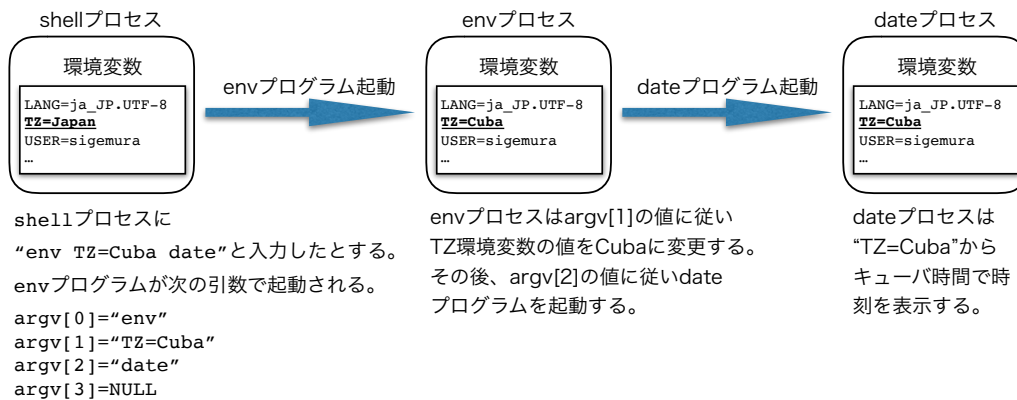 shellプロセス
環境変数
LANG=ja_JP.UTF-8
TZ=Japan
USER=sigemura
…
envプログラム起動
envプロセス
環境変数
LANG=ja_JP.UTF-8
TZ=Cuba
USER=sigemura
…
dateプログラム起動
dateプロセス
環境変数
LANG=ja_JP.UTF-8
TZ=Cuba
USER=sigemura
…
shellプロセスに
“env TZ=Cuba date”と入力したとする。
envプログラムが次の引数で起動される。
argv[0]=“env”
argv[1]=“TZ=Cuba”
argv[2]=“date”
argv[3]=NULL
envプロセスはargv[1]の値に従い
TZ環境変数の値をCubaに変更する。
その後、argv[2]の値に従いdate
プログラムを起動する。
dateプロセスは
“TZ=Cuba”から
キューバ時間で時
刻を表示する。